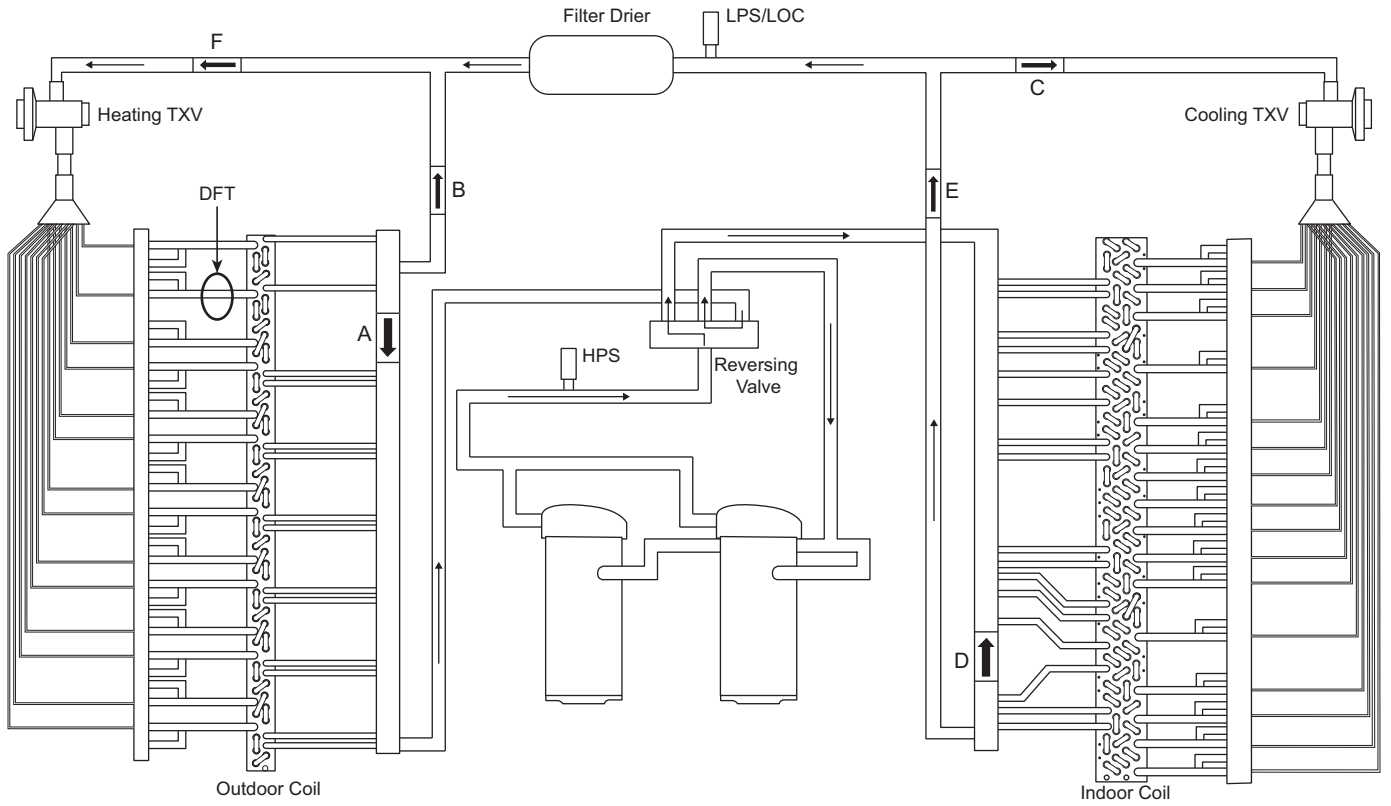 Filter Drier
LPS/LOC
F
C
Heating TXV
Cooling TXV
DFT
B
E
A
HPS
Reversing
Valve
D
Outdoor Coil
Indoor Coil